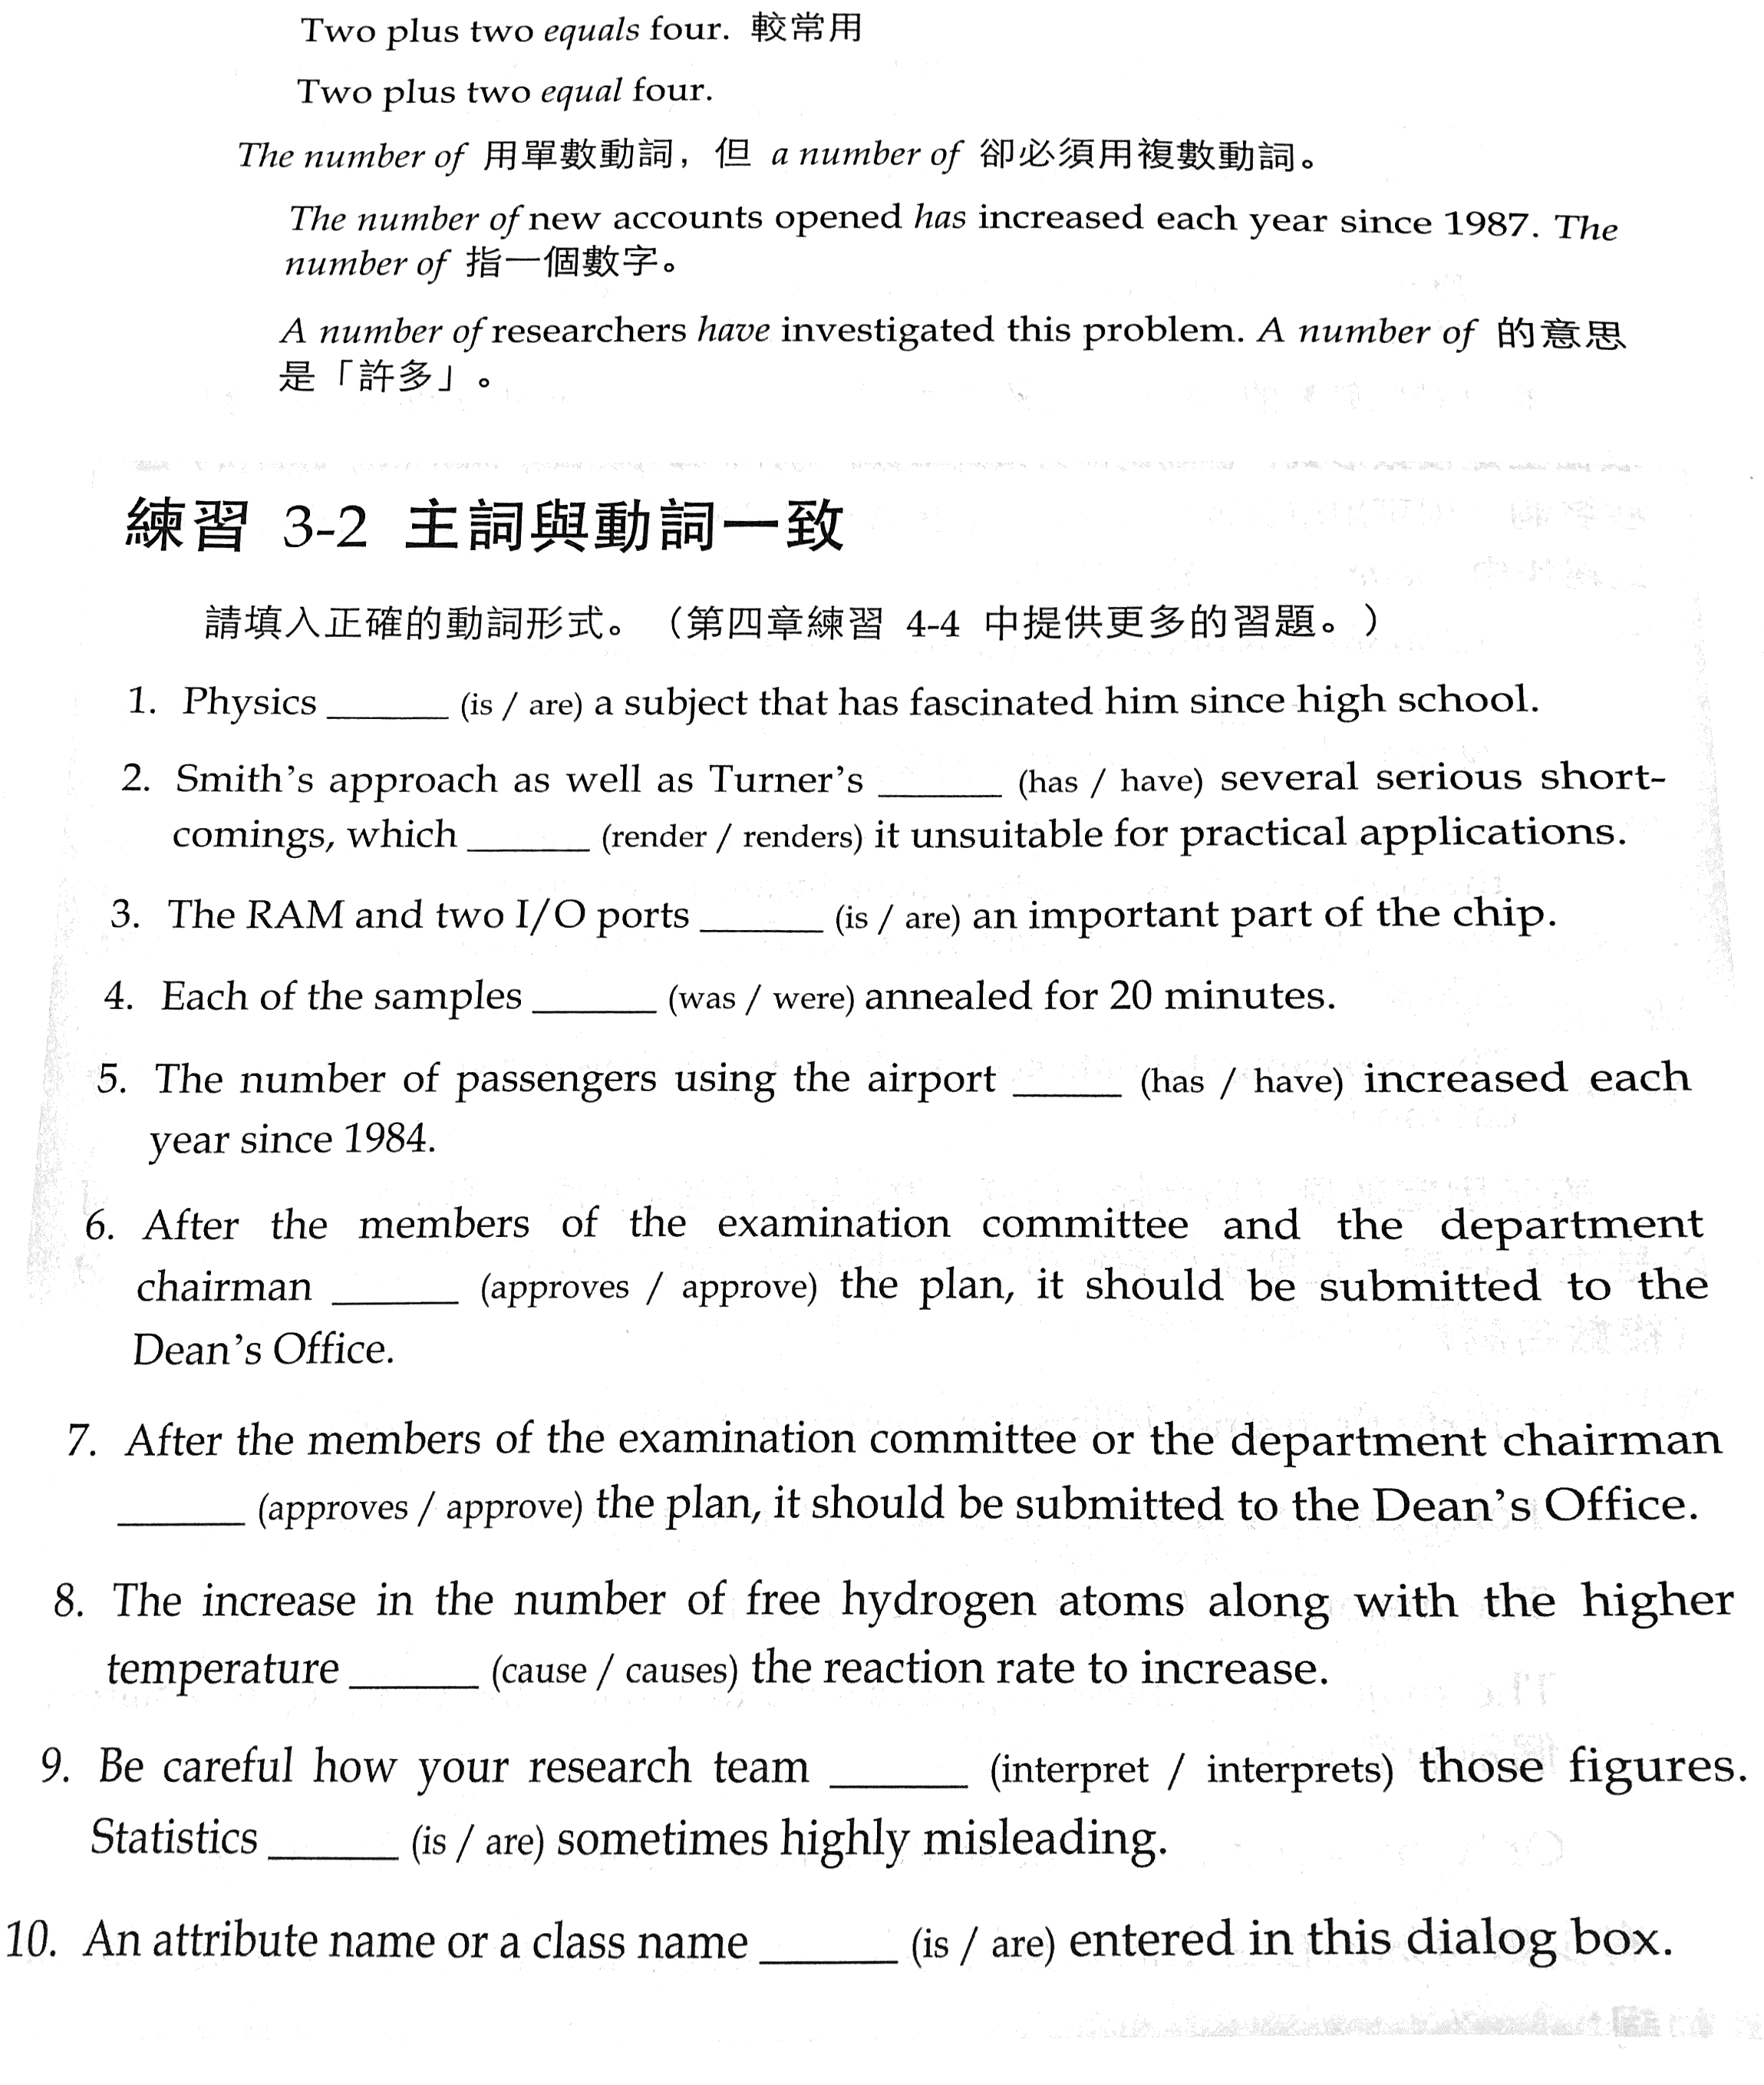 Two plus two equals four. 較常用
Two plus two equal four.
The number of 用單數動詞，但 a number of 卻必須用複數動詞。
The number of new accounts opened has increased each year since 1987. The
number of 指一個數字。
A number of researchers have investigated this problem. A number of 的意思
是「許多」。
練習 3-2 主詞與動詞一致
請填入正確的動詞形式。（第四章練習 4-4 中提供更多的習題。）
1. Physics ______ (is / are) a subject that has fascinated him since high school.
2. Smith's approach as well as Turner's ______ (has / have) several serious short-
comings, which ______ (render / renders) it unsuitable for practical applications.
3. The RAM and two I/O ports ______ (is / are) an important part of the chip.
4. Each of the samples ______ (was / were) annealed for 20 minutes.
5. The number of passengers using the airport ______ (has / have) increased each
year since 1984.
6. After the members of the examination committee and the department
chairman ______ (approves / approve) the plan, it should be submitted to the
Dean's Office.
7. After the members of the examination committee or the department chairman
______ (approves / approve) the plan, it should be submitted to the Dean's Office.
8. The increase in the number of free hydrogen atoms along with the higher
temperature ______ (cause / causes) the reaction rate to increase.
9. Be careful how your research team ______ (interpret / interprets) those figures.
Statistics ______ (is / are) sometimes highly misleading.
10. An attribute name or a class name ______ (is / are) entered in this dialog box.